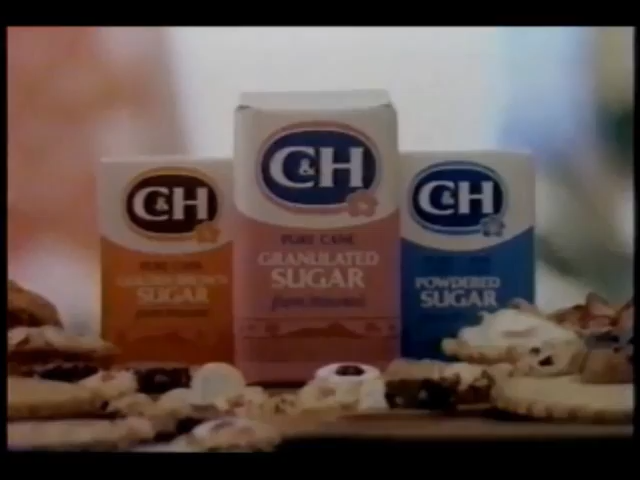 C&H
SUGAR
C&H
PURE CANE
GRANULATED
SUGAR
C&H
POWDERED
SUGAR